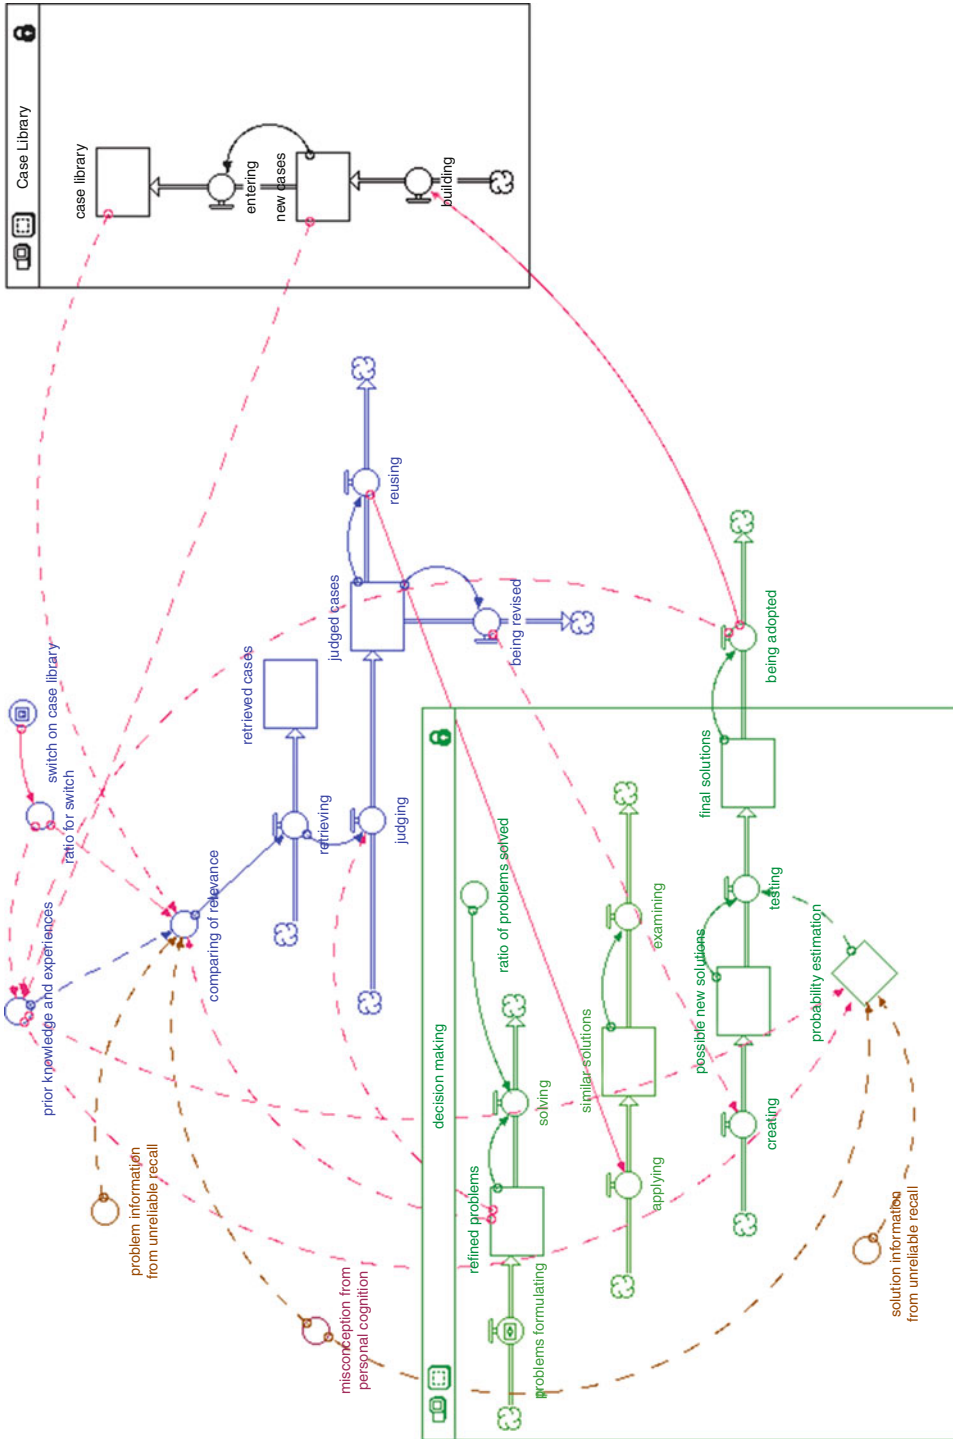 Case Library
case library
entering
new cases
building
switch on case library
ratio for switch
prior knowledge and experiences
comparing of relevance
retrieved cases
retrieving
judged cases
judging
reusing
being revised
problem information
from unreliable recall
misconception from
personal cognition
decision making
ratio of problems solved
refined problems
solving
problems formulating
similar solutions
examining
applying
final solutions
being adopted
possible new solutions
testing
creating
probability estimation
solution information
from unreliable recall